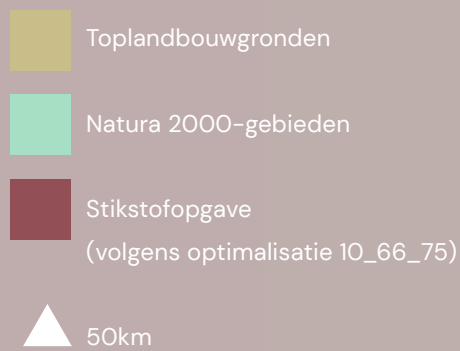 Toplandbouwgronden
Natura 2000-gebieden
Stikstofopgave
(volgens optimalisatie 10_66_75)
50km